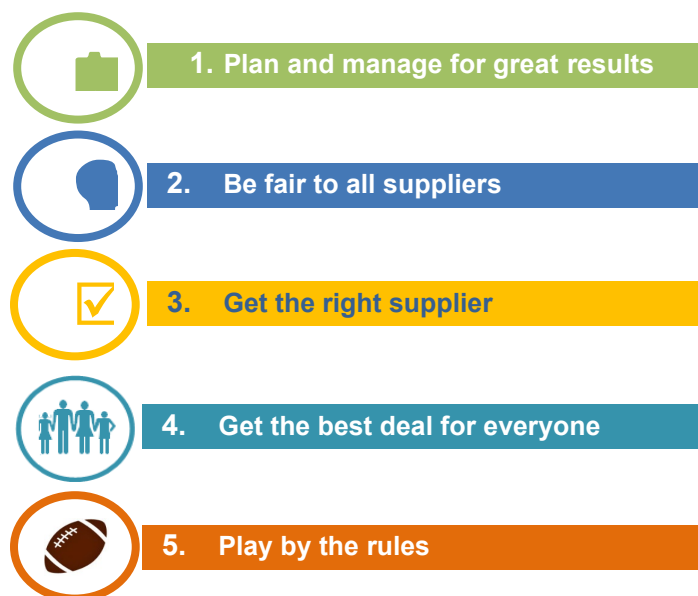 1. Plan and manage for great results
2. Be fair to all suppliers
3. Get the right supplier
4. Get the best deal for everyone
5. Play by the rules